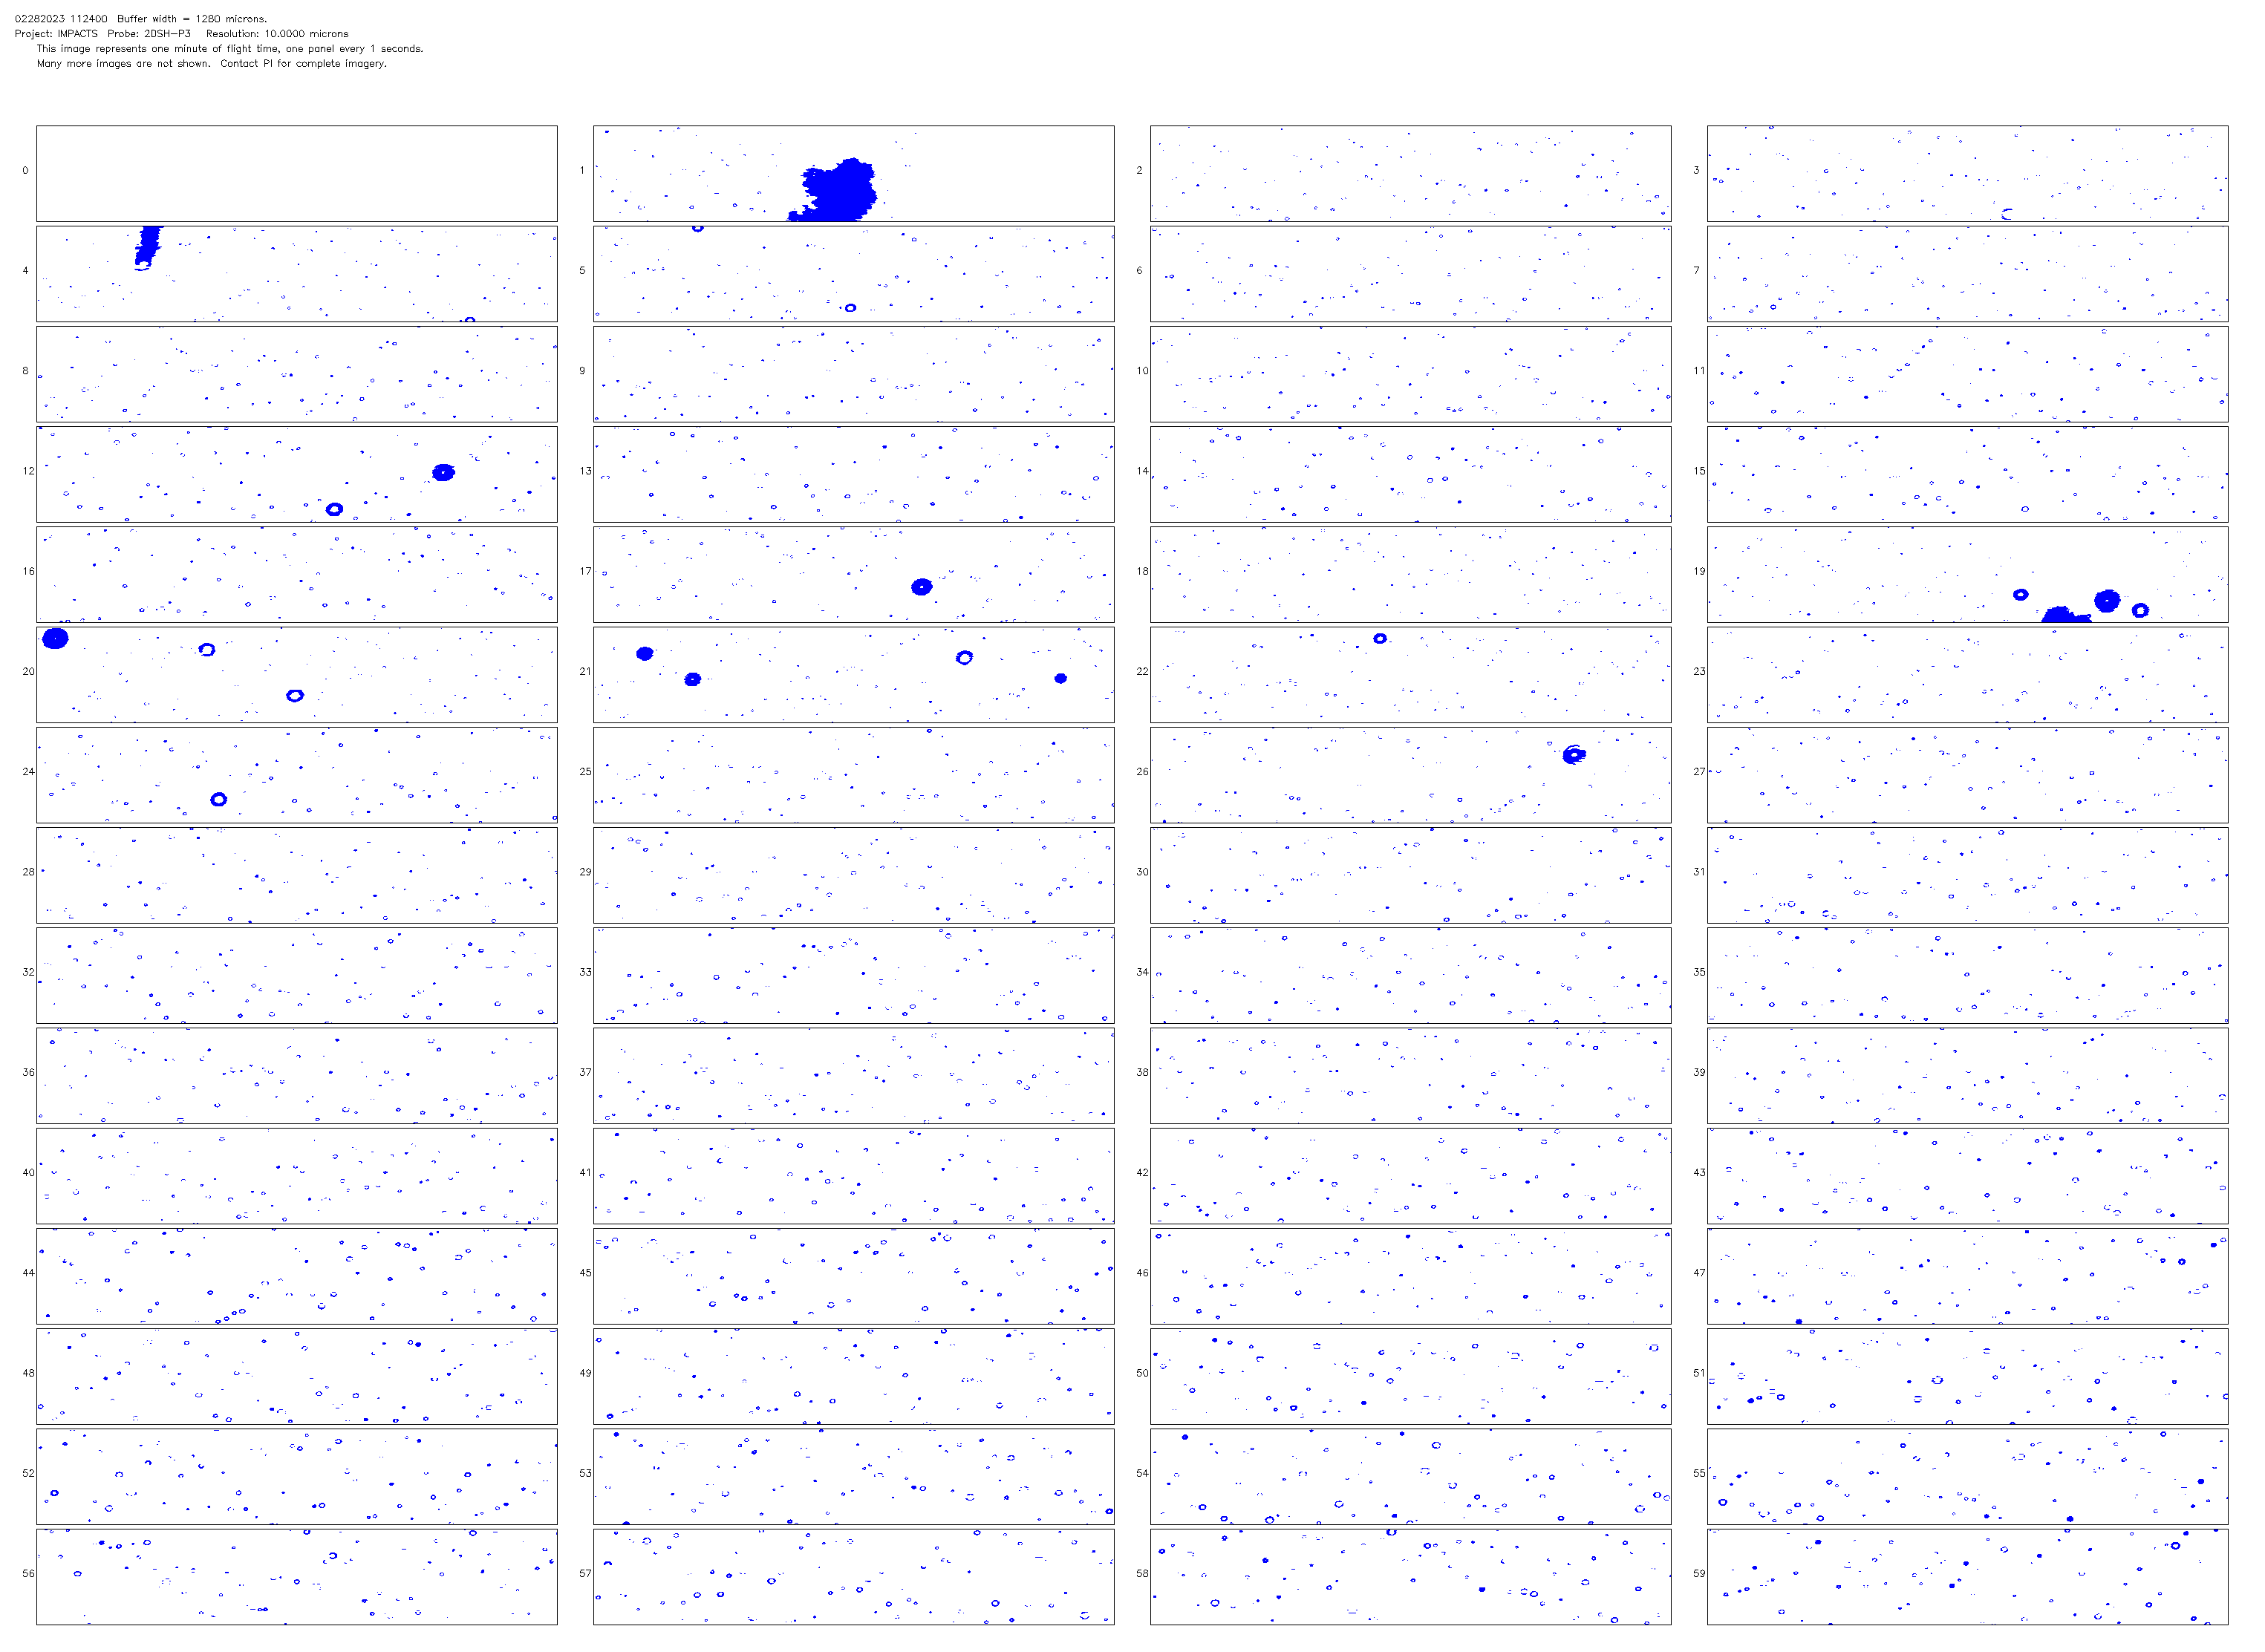 02282023 112400 Buffer width = 1280 microns.
Project: IMPACTS Probe: 2DSH-P3 Resolution: 10.0000 microns
This image represents one minute of flight time, one panel every 1 seconds.
Many more images are not shown. Contact PI for complete imagery.
0 1 2 3
4 5 6 7
8 9 10 11
12 13 14 15
16 17 18 19
20 21 22 23
24 25 26 27
28 29 30 31
32 33 34 35
36 37 38 39
40 41 42 43
44 45 46 47
48 49 50 51
52 53 54 55
56 57 58 59